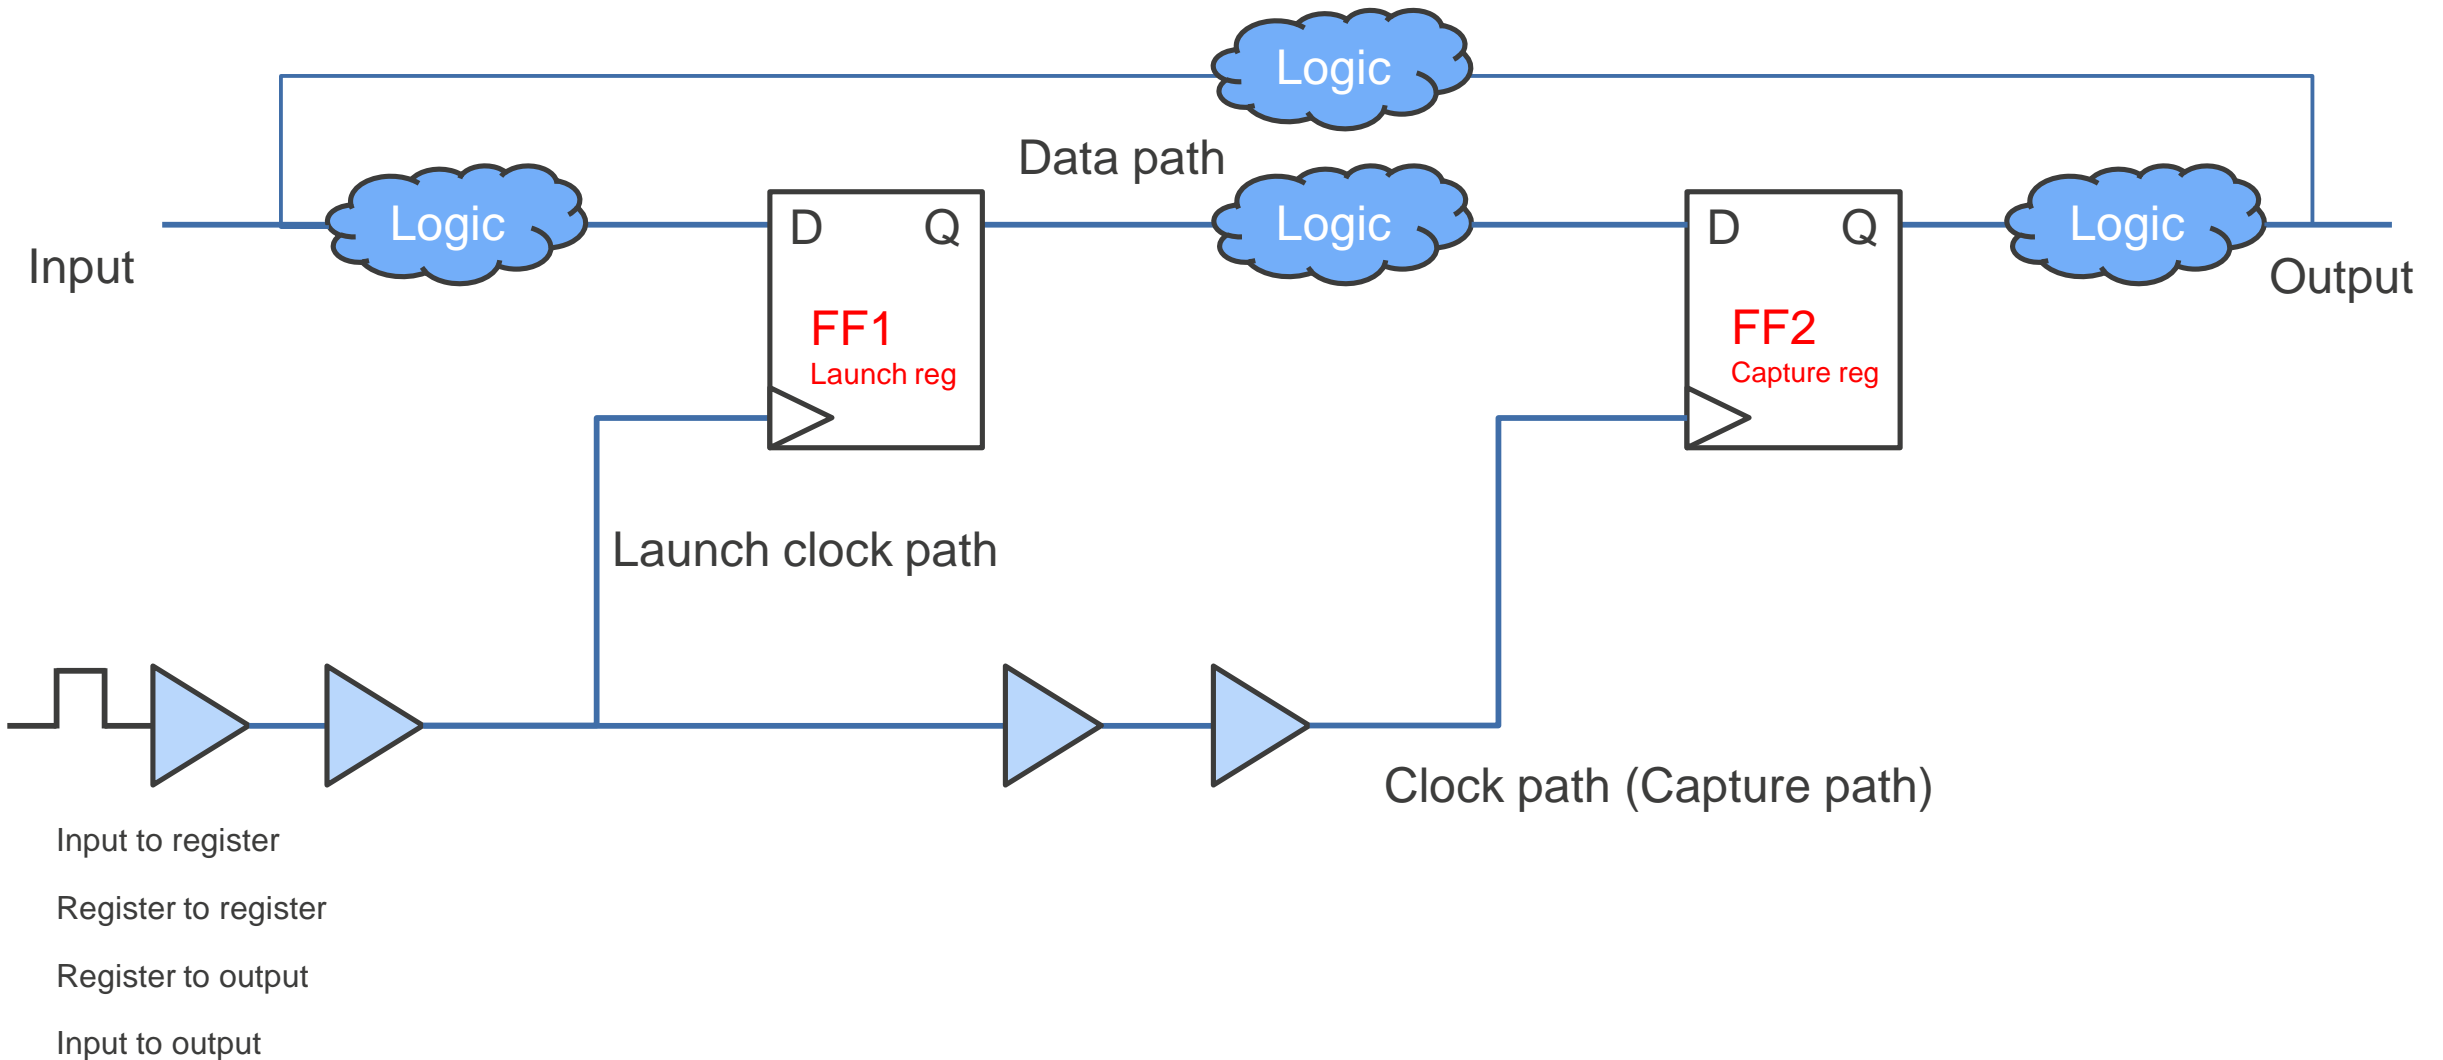 Logic
Data path
Logic
D Q
Logic
D Q
Logic
Input
Output
FF1
Launch reg
FF2
Capture reg
Launch clock path
Clock path (Capture path)
Input to register
Register to register
Register to output
Input to output